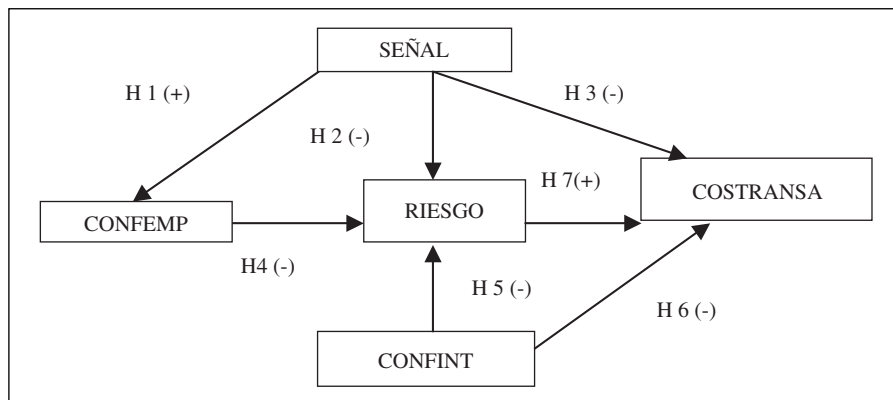 SEÑAL
H 1 (+)
H 2 (-)
H 3 (-)
CONFEMP
RIESGO
H 7(+)
COSTRANSA
H4 (-)
H 5 (-)
H 6 (-)
CONFINT